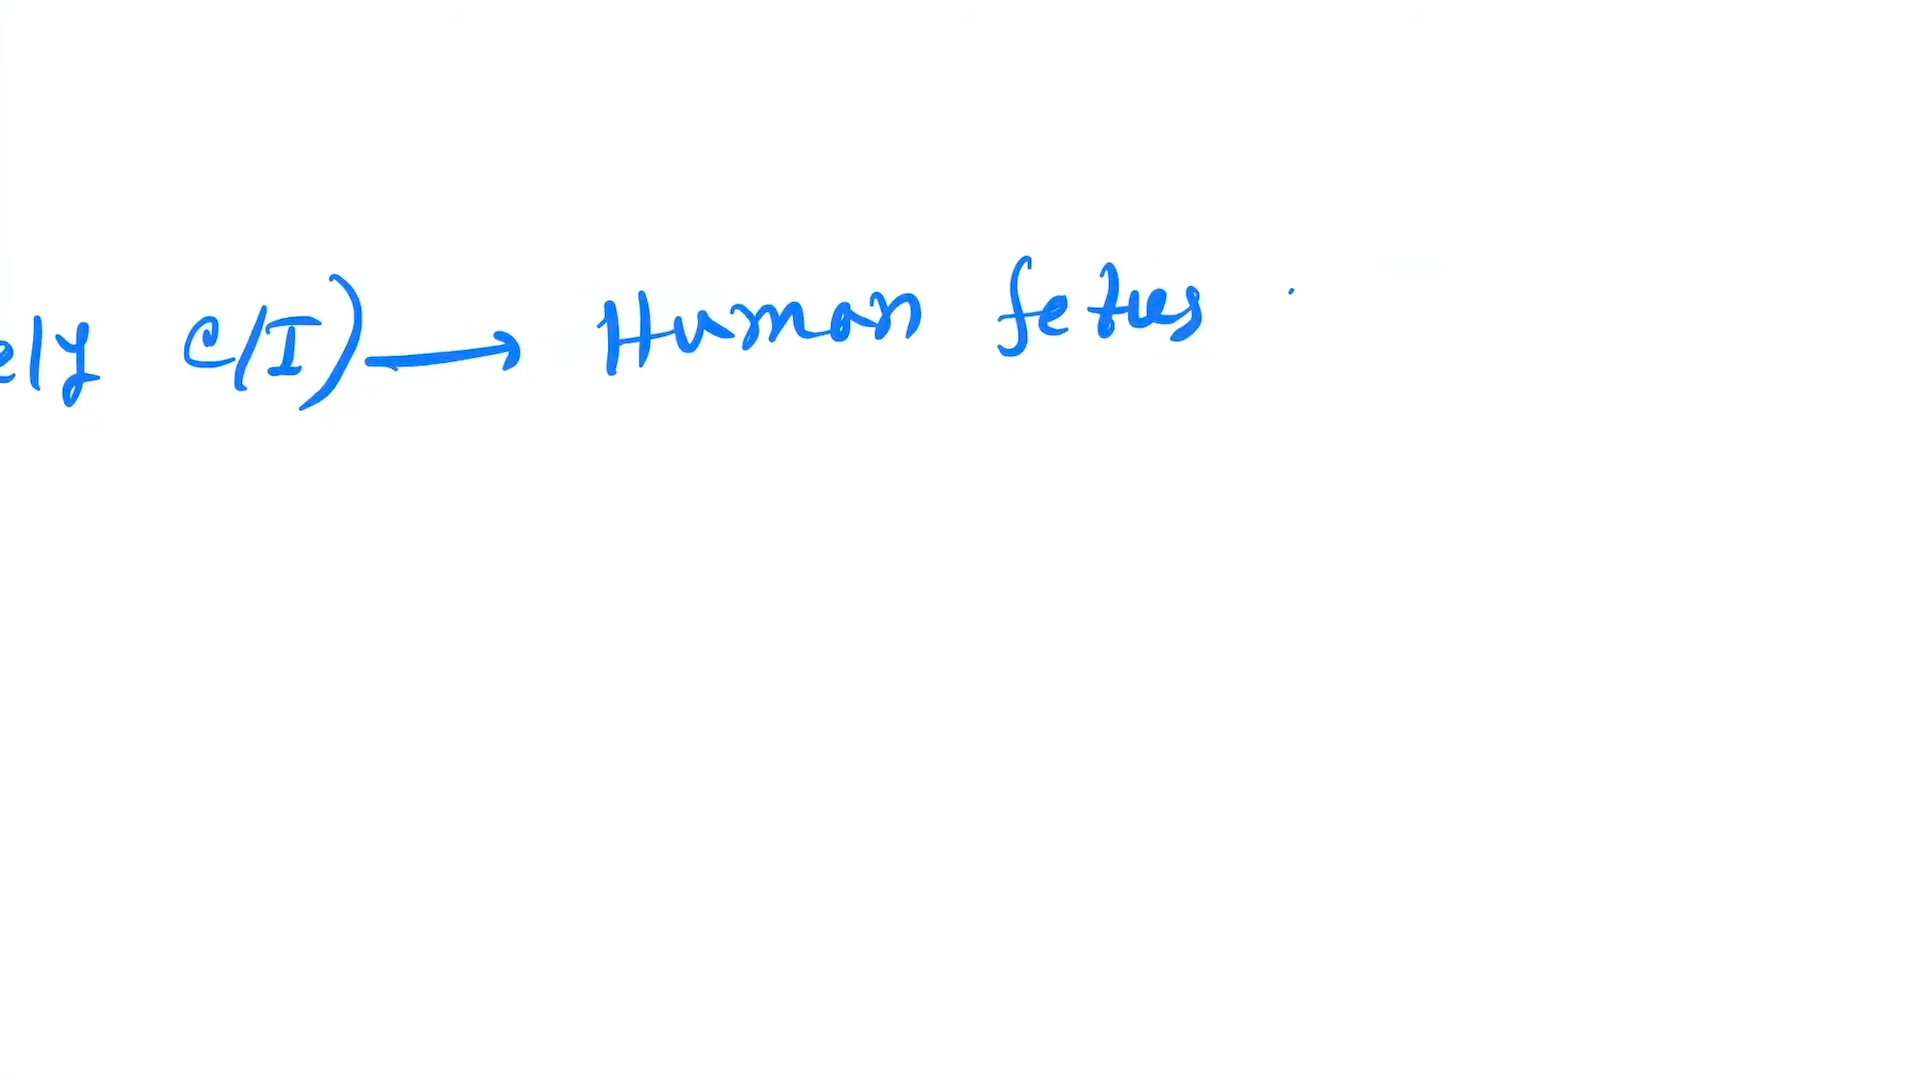 ely C/I) → Human fetus